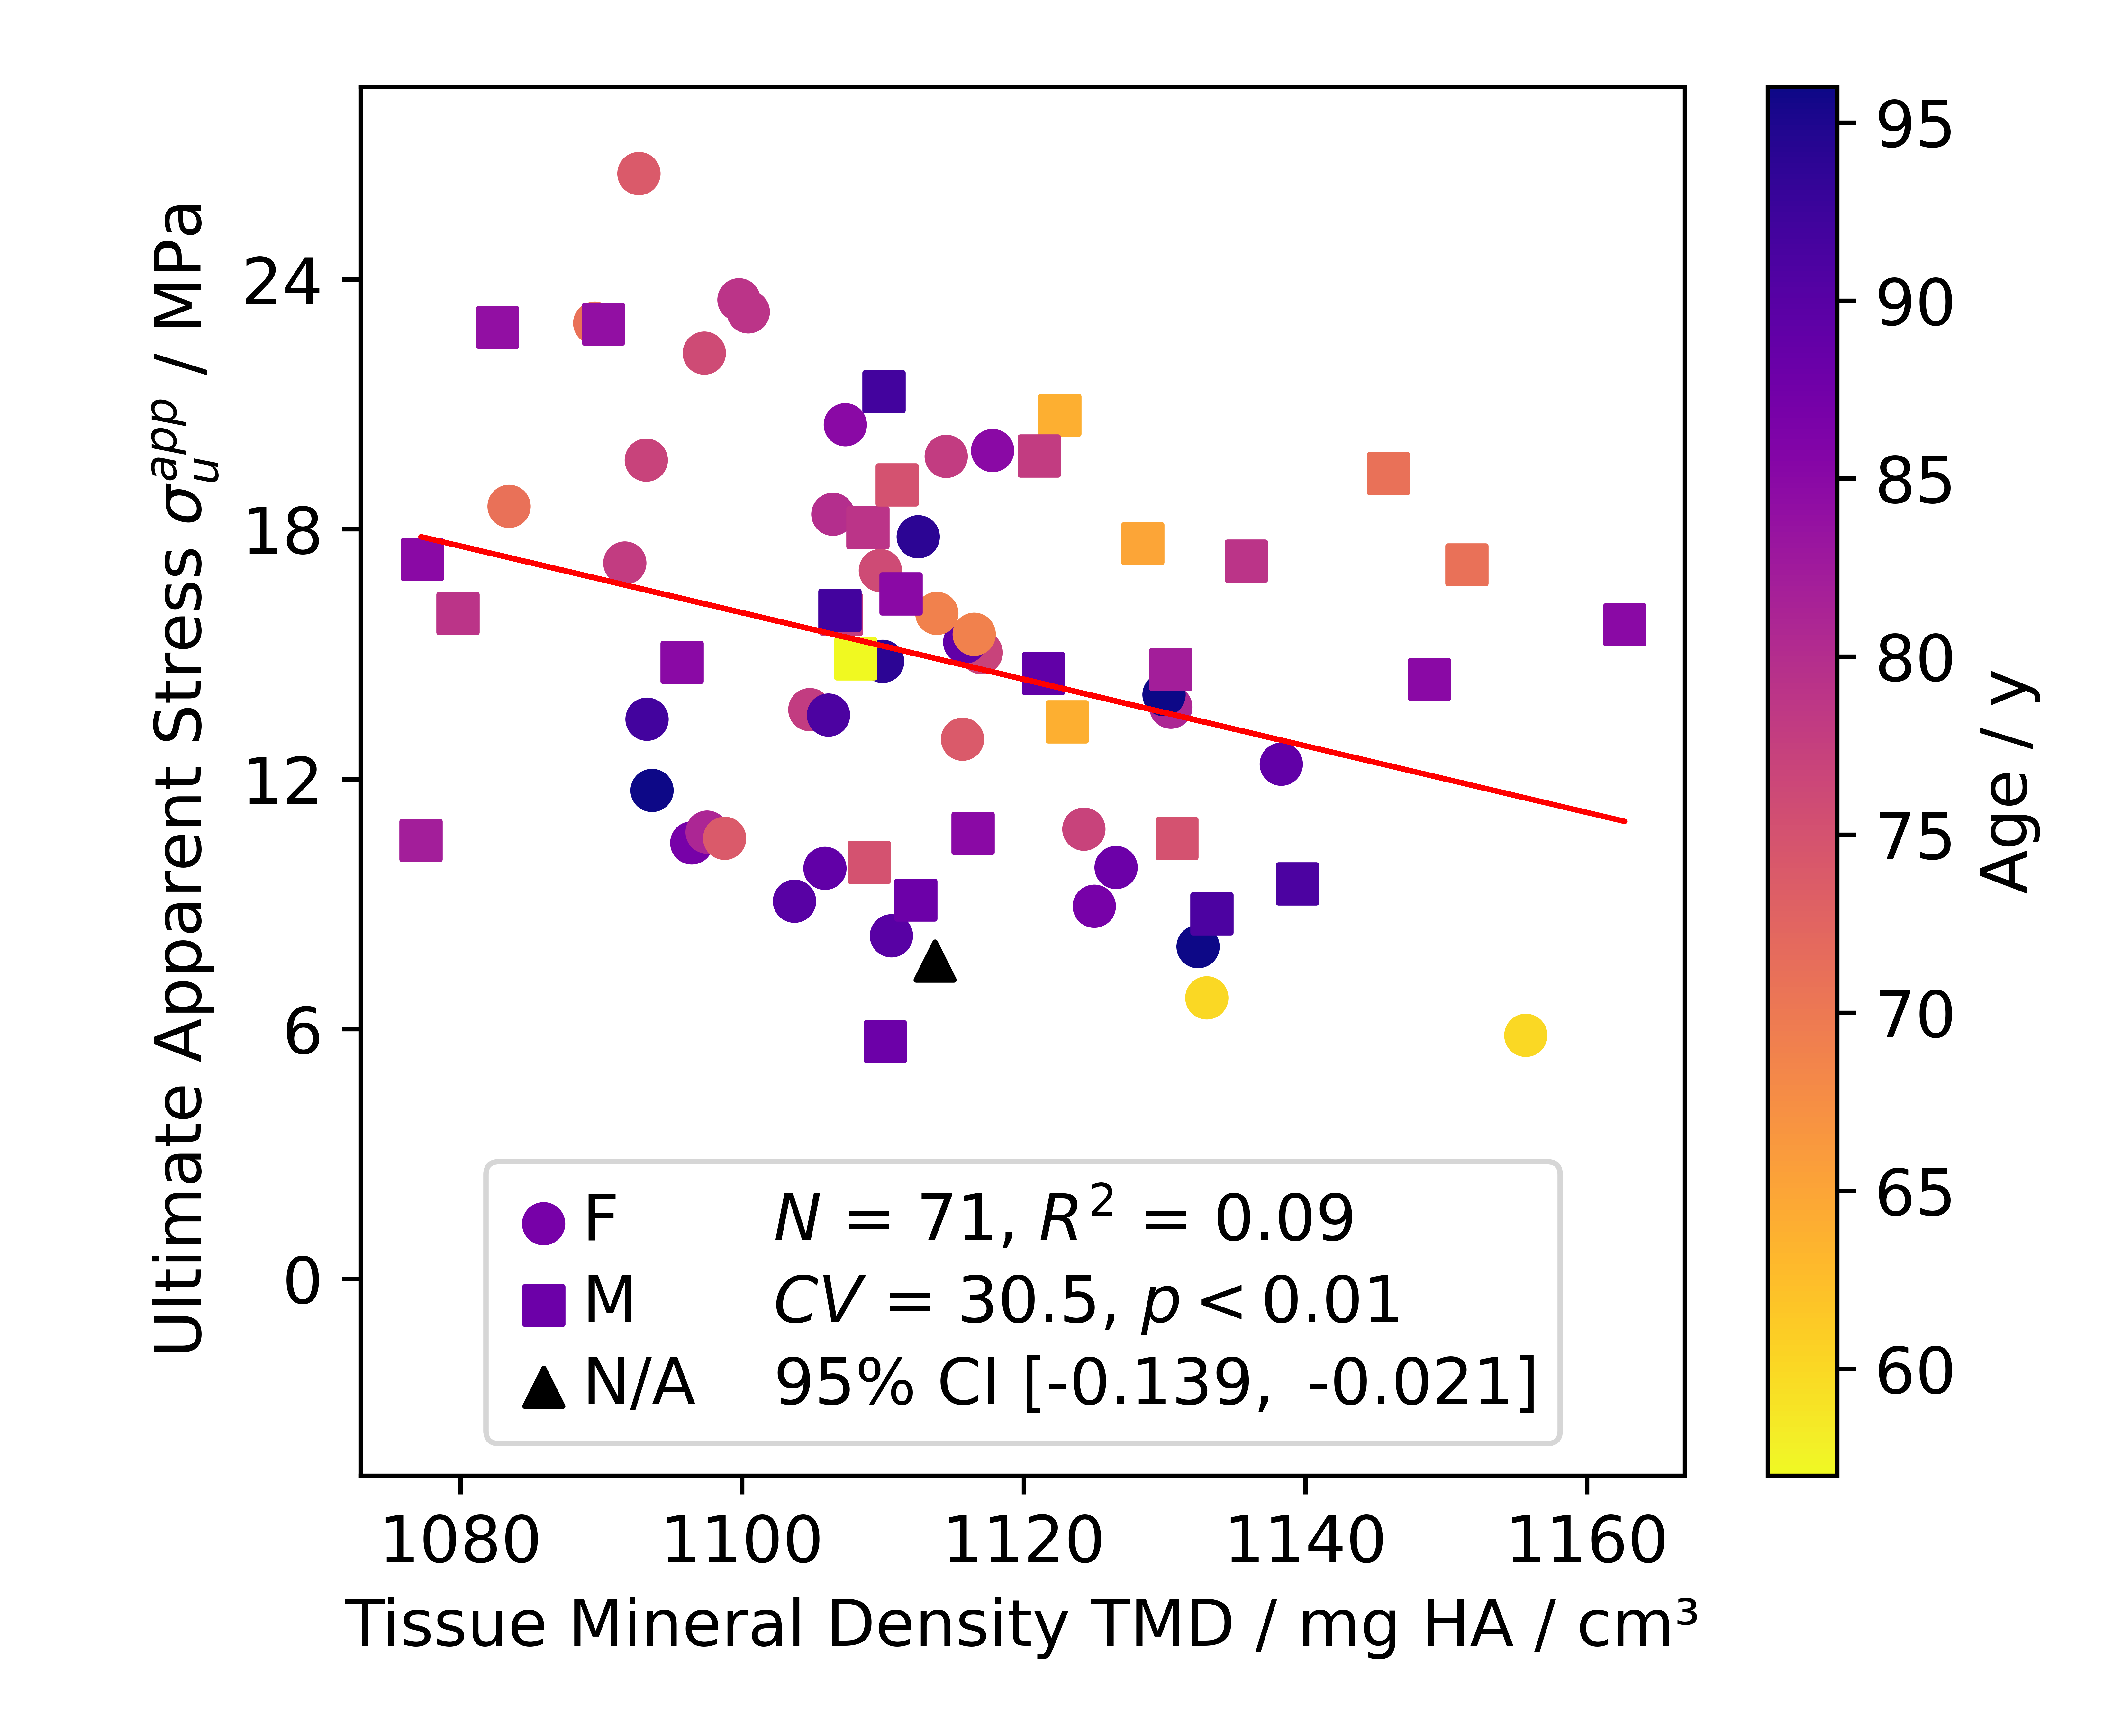 Ultimate Apparent Stress σ_u^app / MPa
24
18
12
6
0
F N = 71, R² = 0.09
M CV = 30.5, p < 0.01
N/A 95% CI [-0.139, -0.021]
1080 1100 1120 1140 1160
Tissue Mineral Density TMD / mg HA / cm³
95
90
85
80
75
70
65
60
Age / y